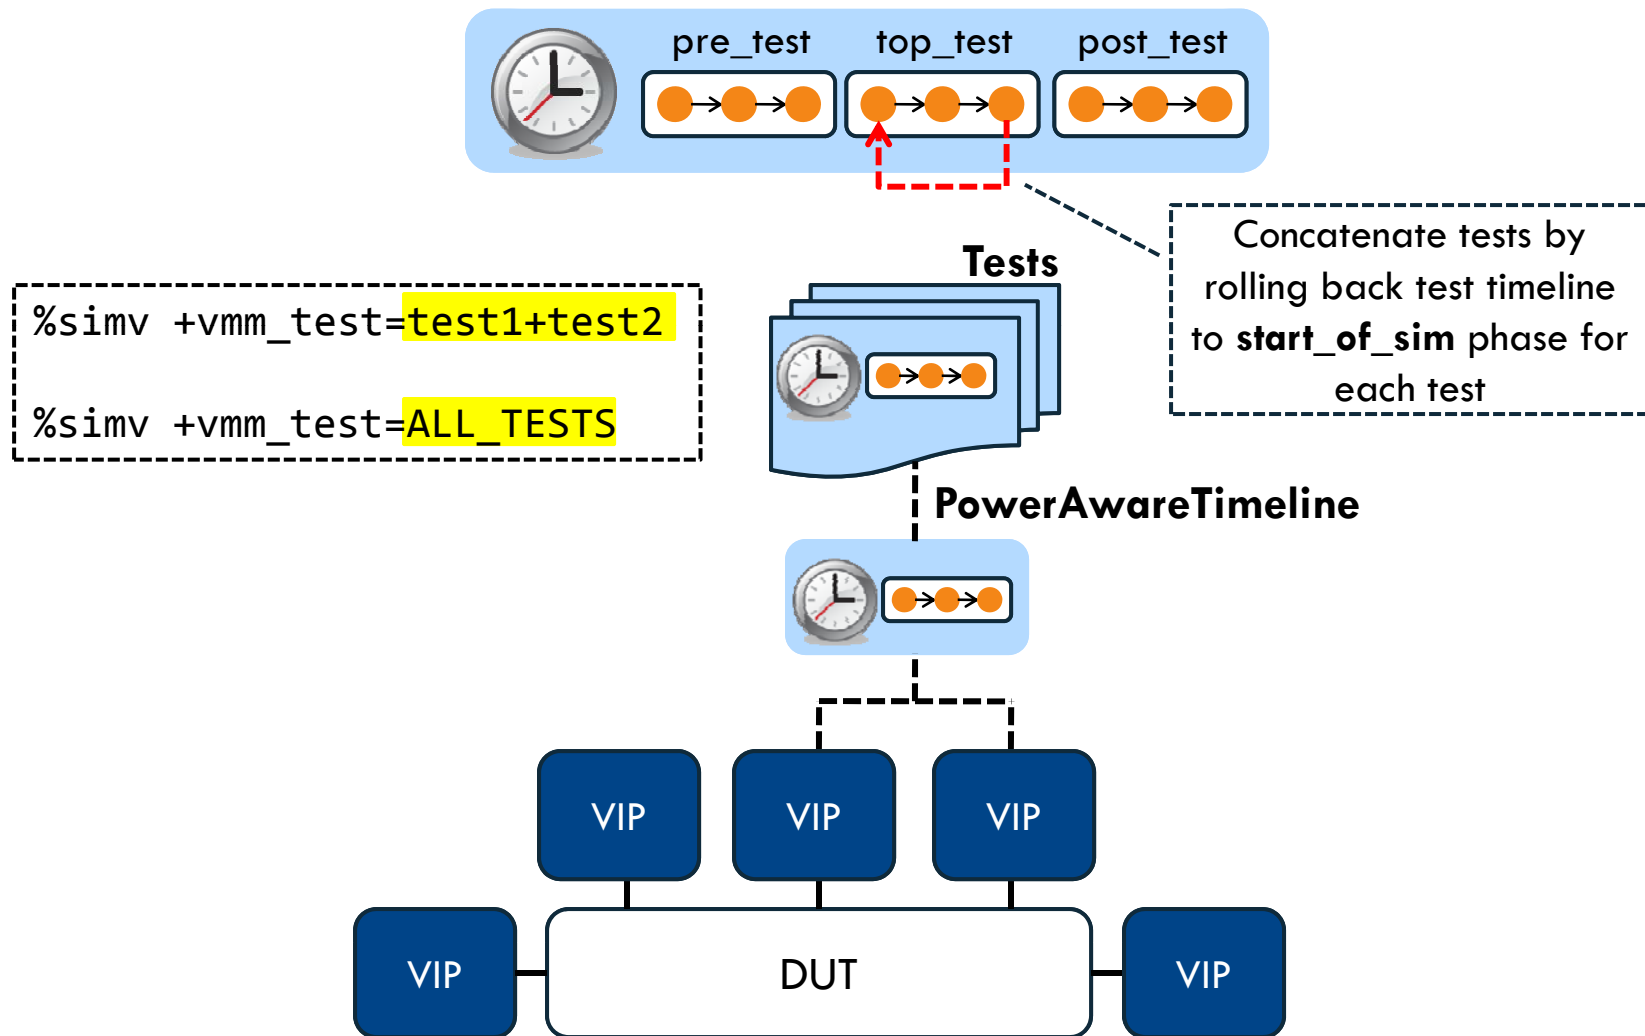 pre_test top_test post_test
%simv +vmm_test=test1+test2
%simv +vmm_test=ALL_TESTS
Tests
Concatenate tests by
rolling back test timeline
to start_of_sim phase for
each test
PowerAwareTimeline
VIP VIP VIP
VIP DUT VIP